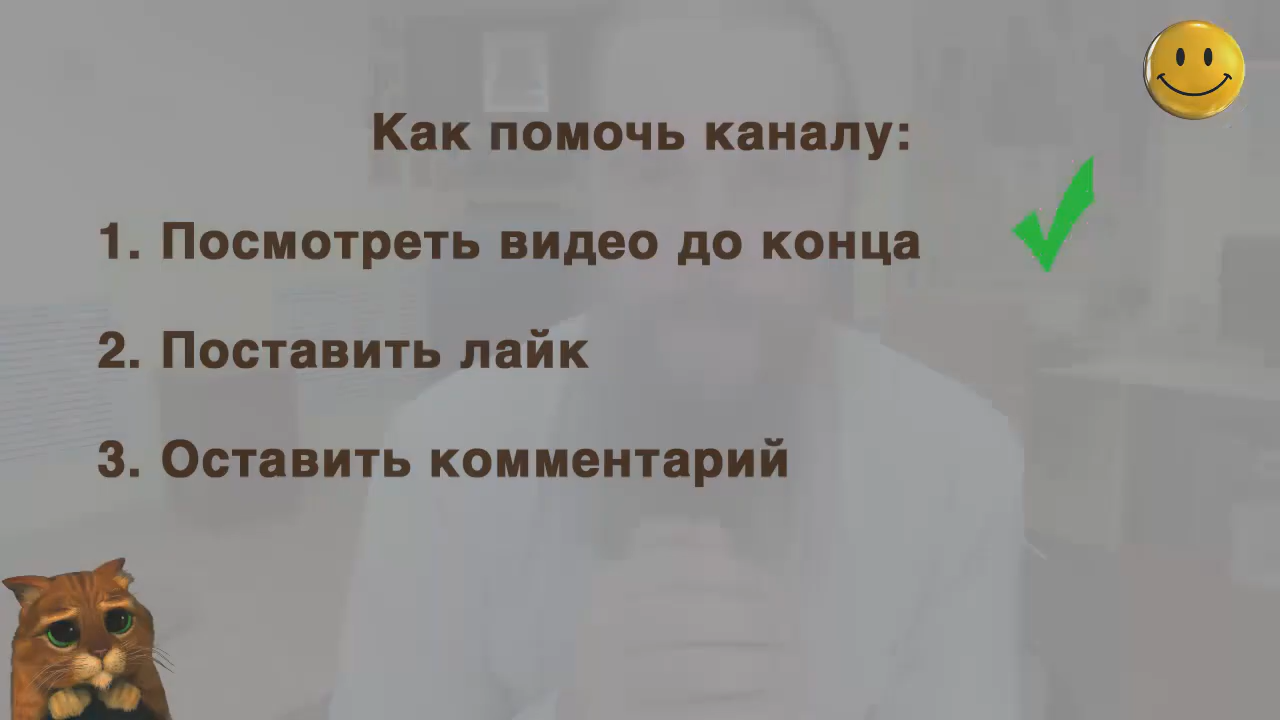 Как помочь каналу:
1. Посмотреть видео до конца
2. Поставить лайк
3. Оставить комментарий